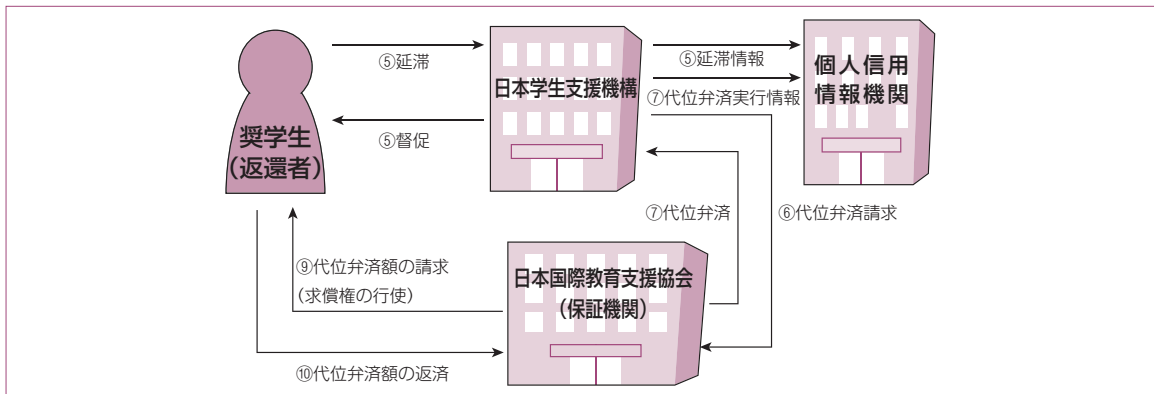 ⑤延滞
⑤督促
奨学生
(返還者)
日本学生支援機構
⑤延滞情報
⑦代位弁済実行情報
個人信用
情報機関
⑦代位弁済
⑥代位弁済請求
⑨代位弁済額の請求
(求償権の行使)
日本国際教育支援協会
(保証機関)
⑩代位弁済額の返済